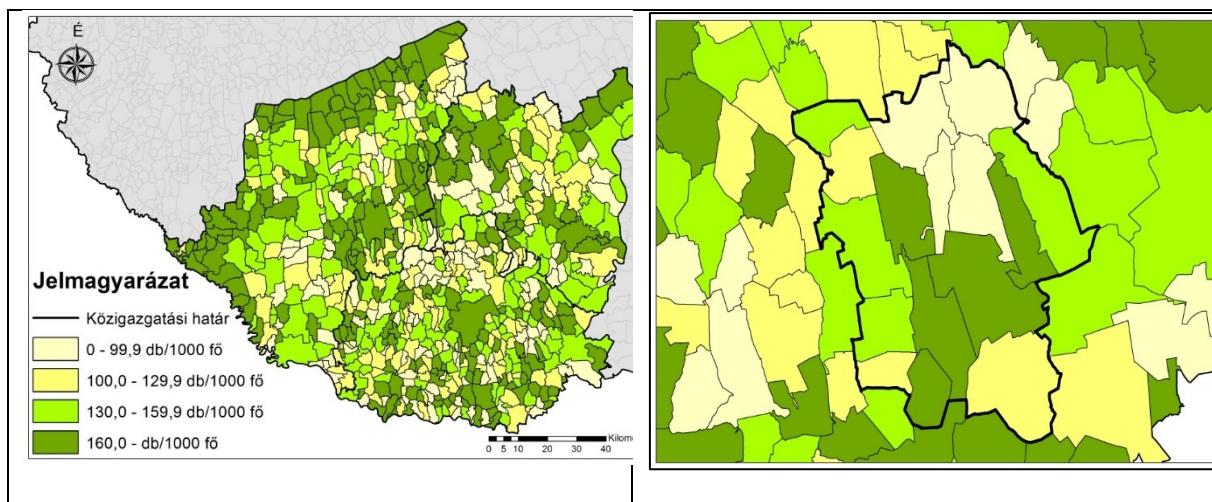 É
Jelmagyarázat
Közigazgatási határ
0 - 99,9 db/1000 fő
100,0 - 129,9 db/1000 fő
130,0 - 159,9 db/1000 fő
160,0 - db/1000 fő
Kilome
0 5 10 20 30 40